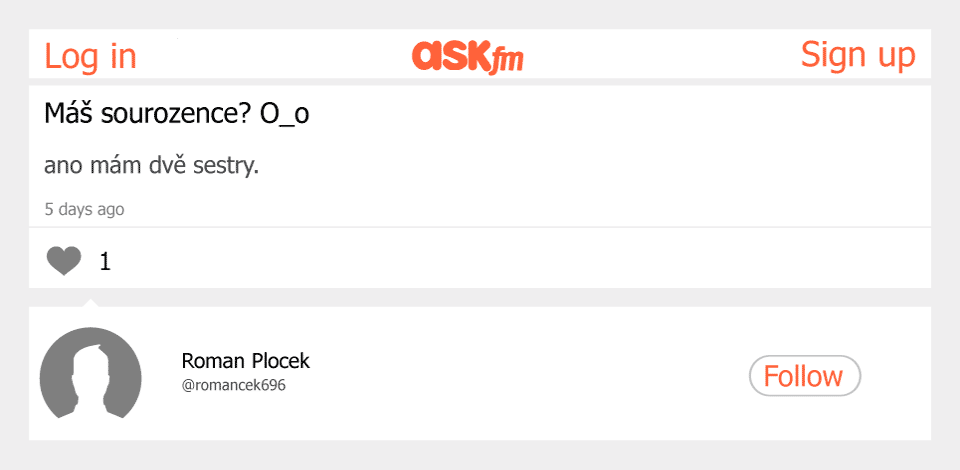 Log in askfm Sign up
Máš sourozence? O_o
ano mám dvě sestry.
5 days ago
1
Roman Plocek
@romancek696
Follow